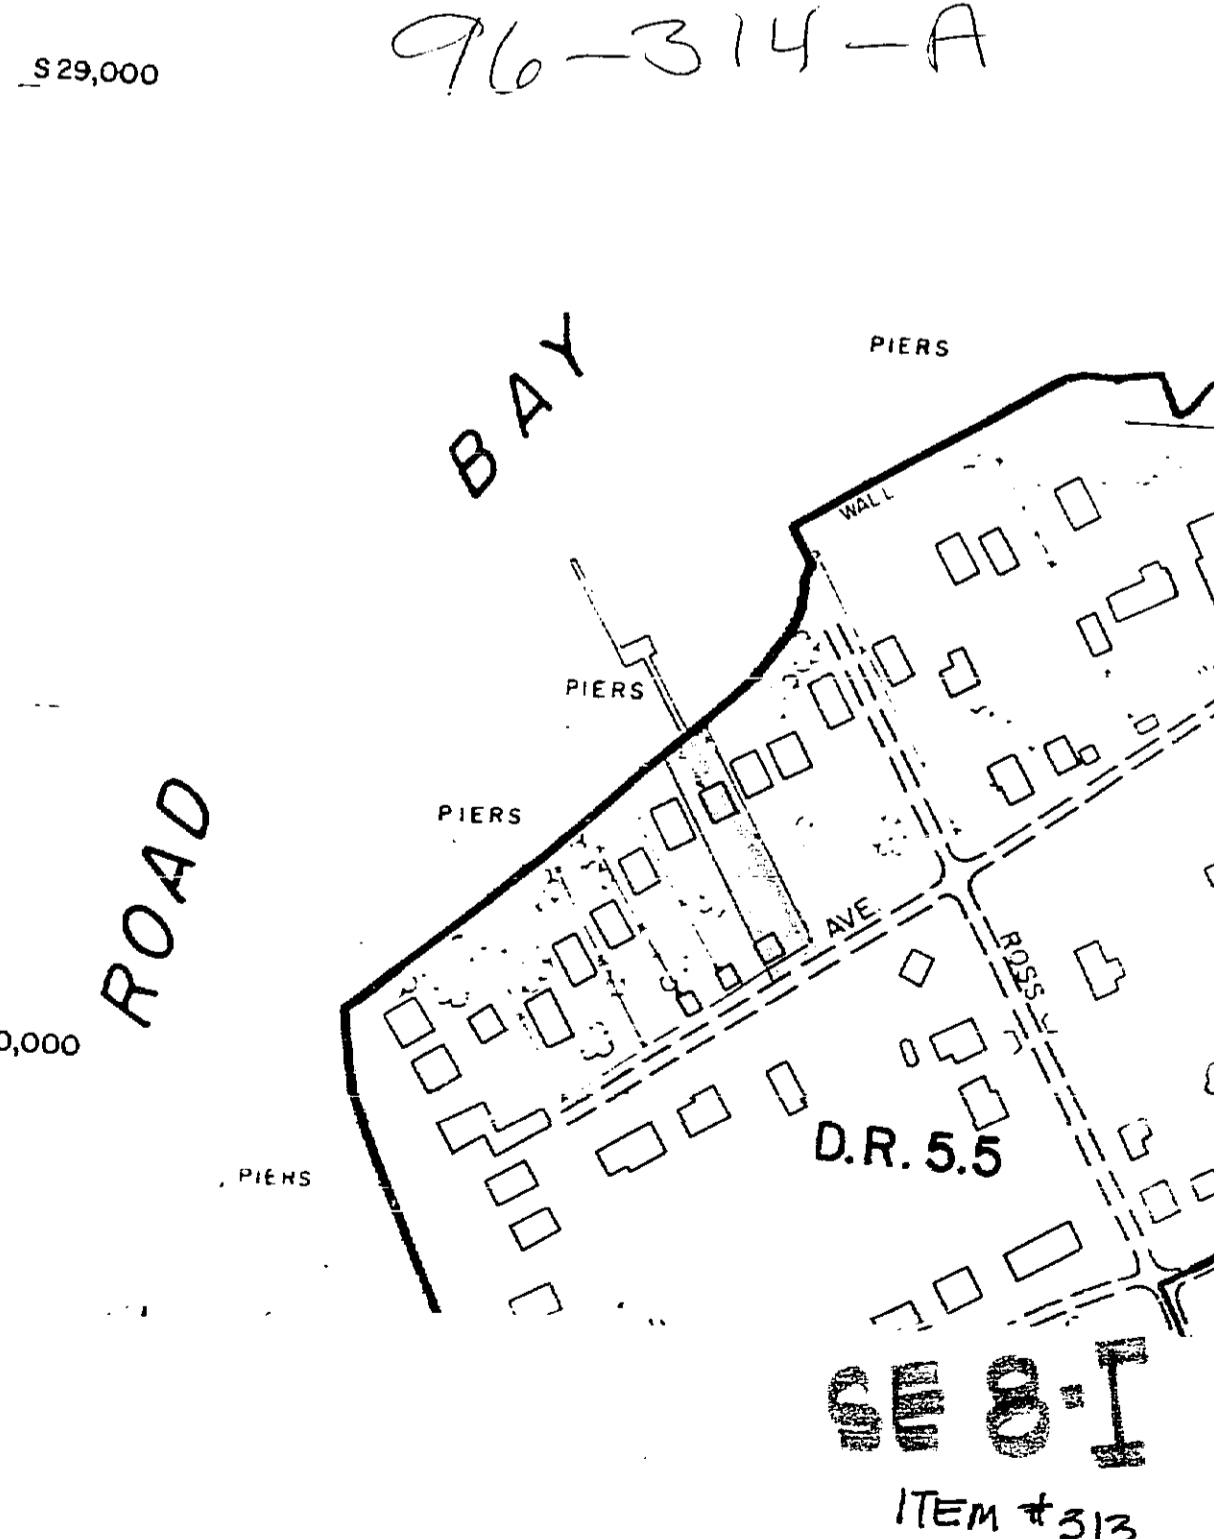 96-314-A
S 29,000
BAY
PIERS
WALL
PIERS
PIERS
ROAD
AVE.
ROSS
0,000
D.R. 5.5
PIERS
SE 8-I
ITEM # 313